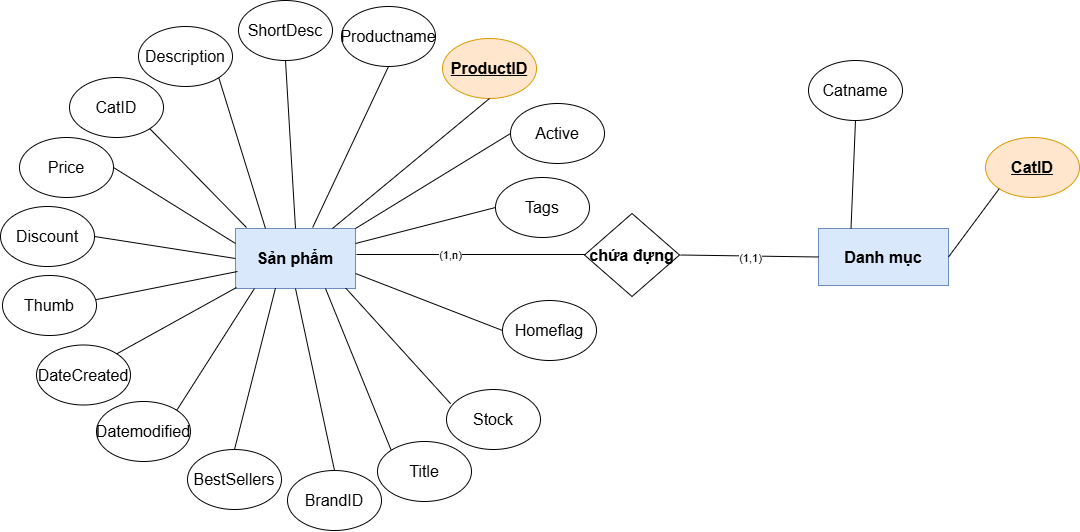 ShortDesc
Productname
Description
ProductID
Catname
CatID
Active
Price
CatID
Tags
Discount
Sản phẩm
(1,n)
chứa đựng
(1,1)
Danh mục
Thumb
Homeflag
DateCreated
Stock
Datemodified
Title
BestSellers
BrandID